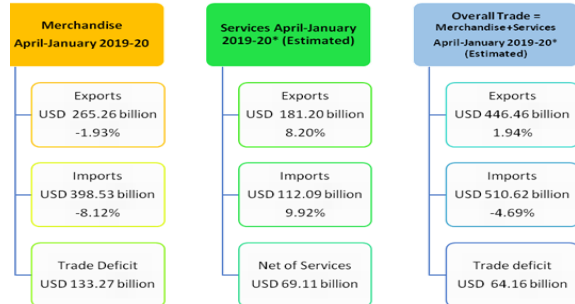 Merchandise
April-January 2019-20
Exports
USD 265.26 billion
-1.93%
Imports
USD 398.53 billion
-8.12%
Trade Deficit
USD 133.27 billion
Services April-January
2019-20* (Estimated)
Exports
USD 181.20 billion
8.20%
Imports
USD 112.09 billion
9.92%
Net of Services
USD 69.11 billion
Overall Trade =
Merchandise+Services
April-January 2019-20*
(Estimated)
Exports
USD 446.46 billion
1.94%
Imports
USD 510.62 billion
-4.69%
Trade deficit
USD 64.16 billion